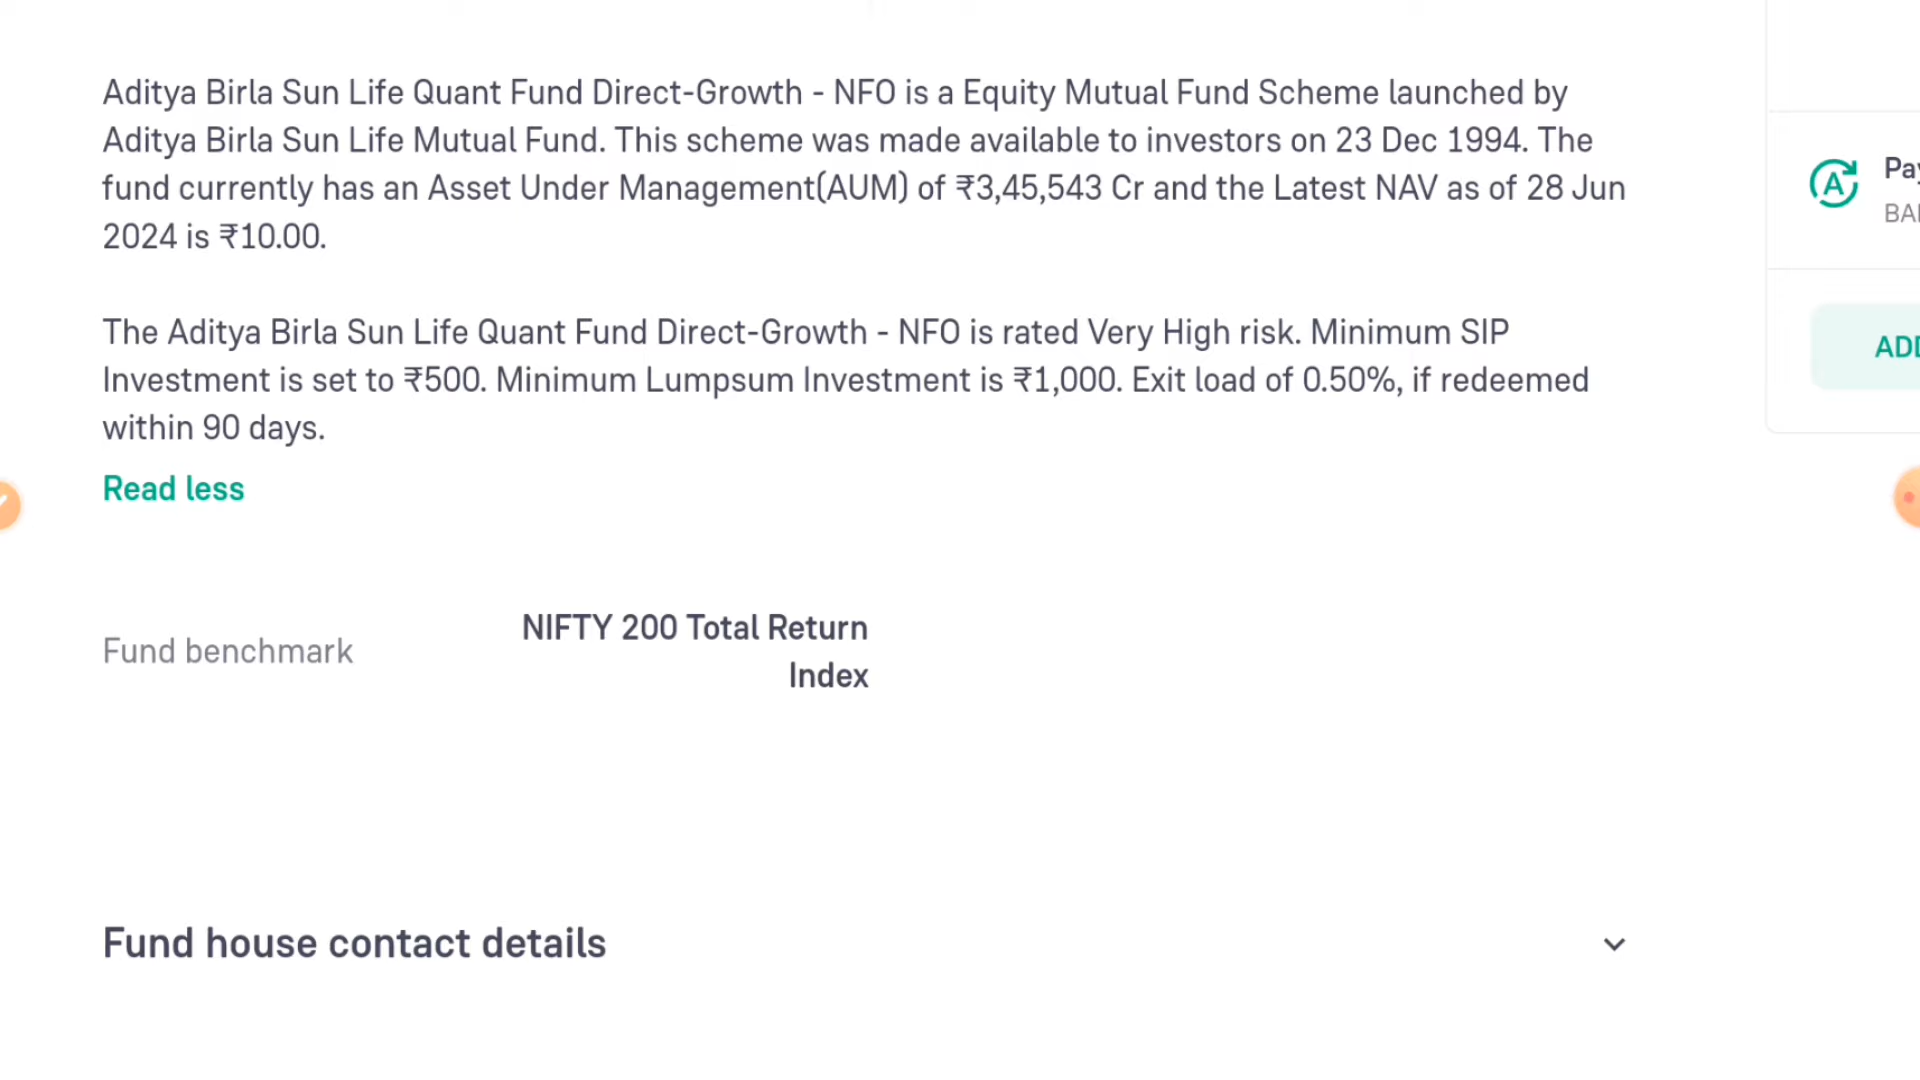 Aditya Birla Sun Life Quant Fund Direct-Growth - NFO is a Equity Mutual Fund Scheme launched by
Aditya Birla Sun Life Mutual Fund. This scheme was made available to investors on 23 Dec 1994. The
fund currently has an Asset Under Management(AUM) of ₹3,45,543 Cr and the Latest NAV as of 28 Jun
2024 is ₹10.00.
The Aditya Birla Sun Life Quant Fund Direct-Growth - NFO is rated Very High risk. Minimum SIP
Investment is set to ₹500. Minimum Lumpsum Investment is ₹1,000. Exit load of 0.50%, if redeemed
within 90 days.
Read less
Fund benchmark
NIFTY 200 Total Return
Index
Fund house contact details
A